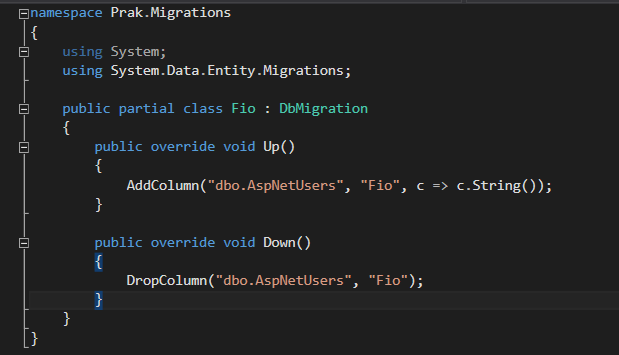 namespace Prak.Migrations
{
    using System;
    using System.Data.Entity.Migrations;
    public partial class Fio : DbMigration
    {
        public override void Up()
        {
            AddColumn("dbo.AspNetUsers", "Fio", c => c.String());
        }
        public override void Down()
        {
            DropColumn("dbo.AspNetUsers", "Fio");
        }
    }
}